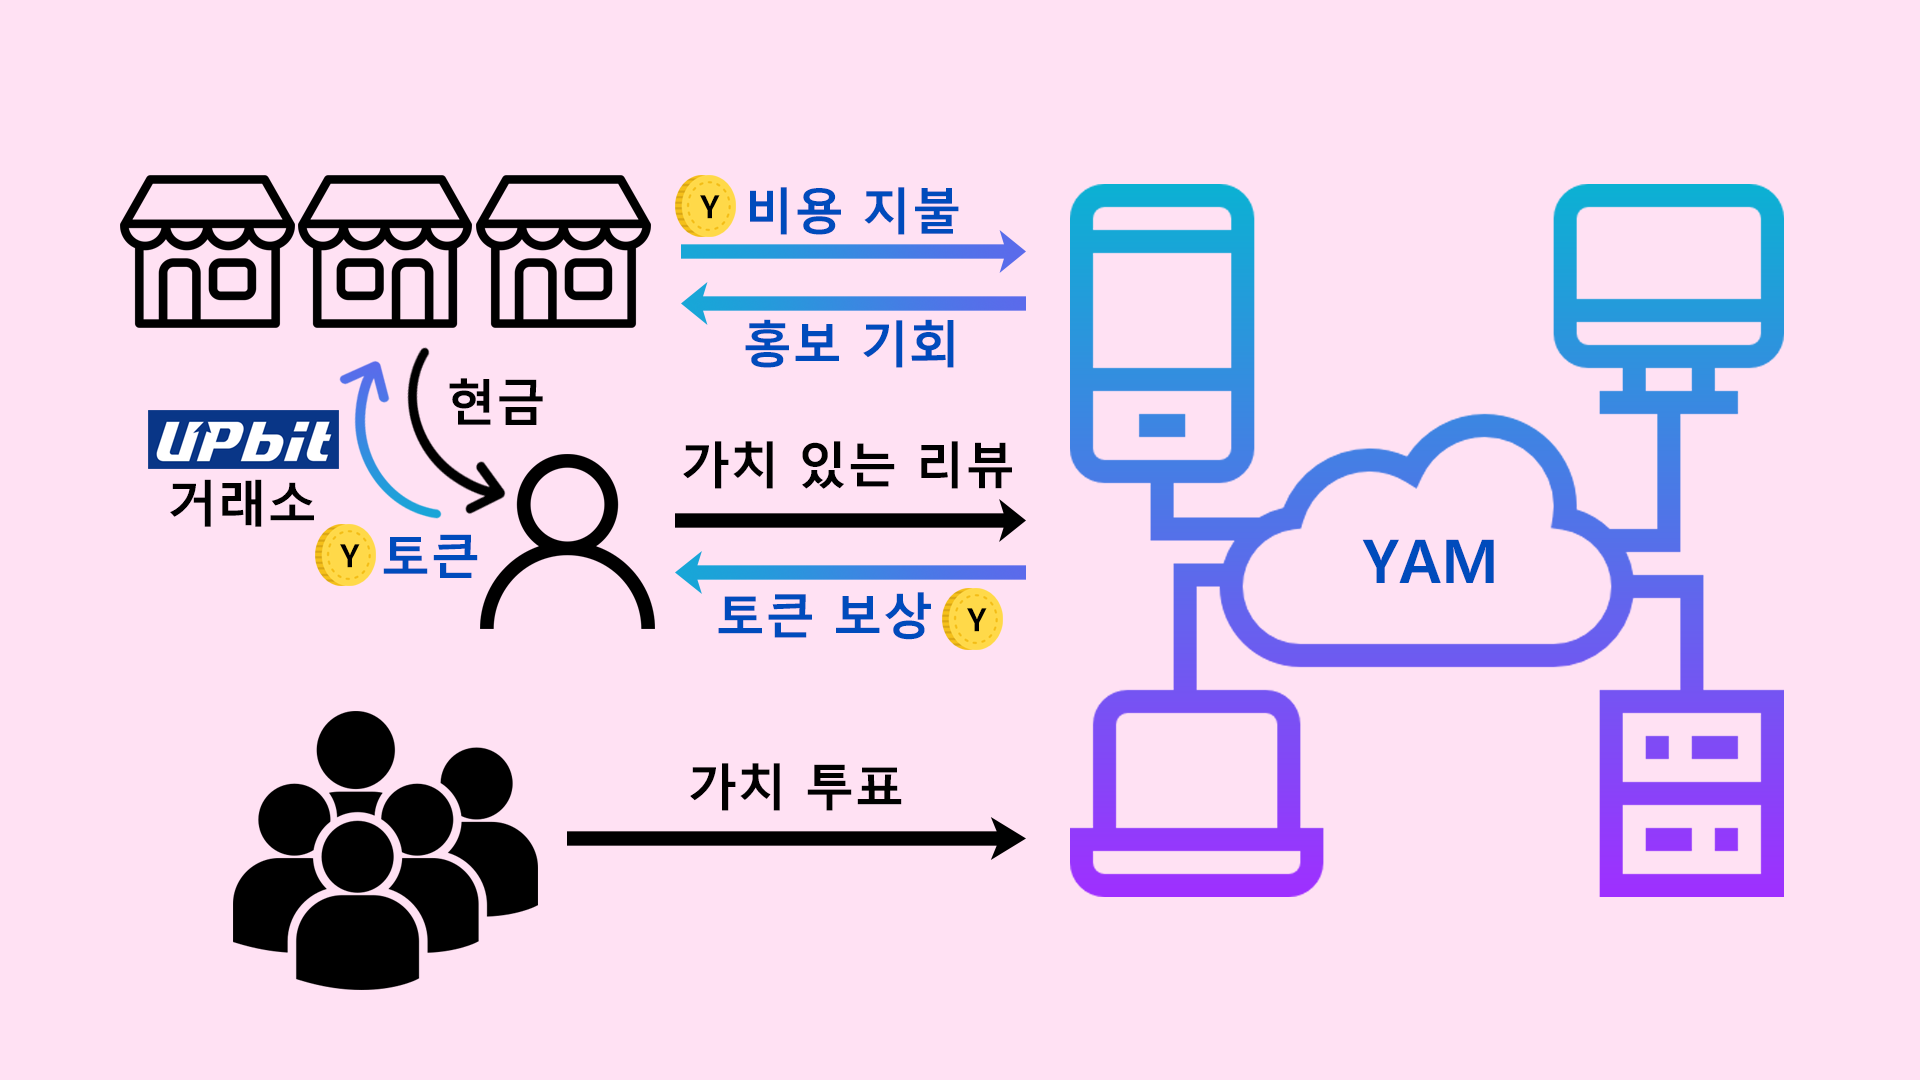 Y 비용 지불
홍보 기회
현금
UPbit
거래소
Y 토큰
가치 있는 리뷰
토큰 보상 Y
YAM
가치 투표